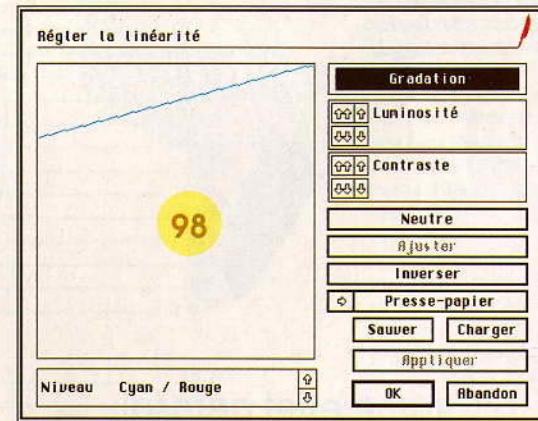 Régler la linéarité
Gradation
Luminosité
Contraste
98
Neutre
Ajuster
Inverser
Presse-papier
Sauver Charger
Appliquer
Niveau Cyan / Rouge
OK Abandon